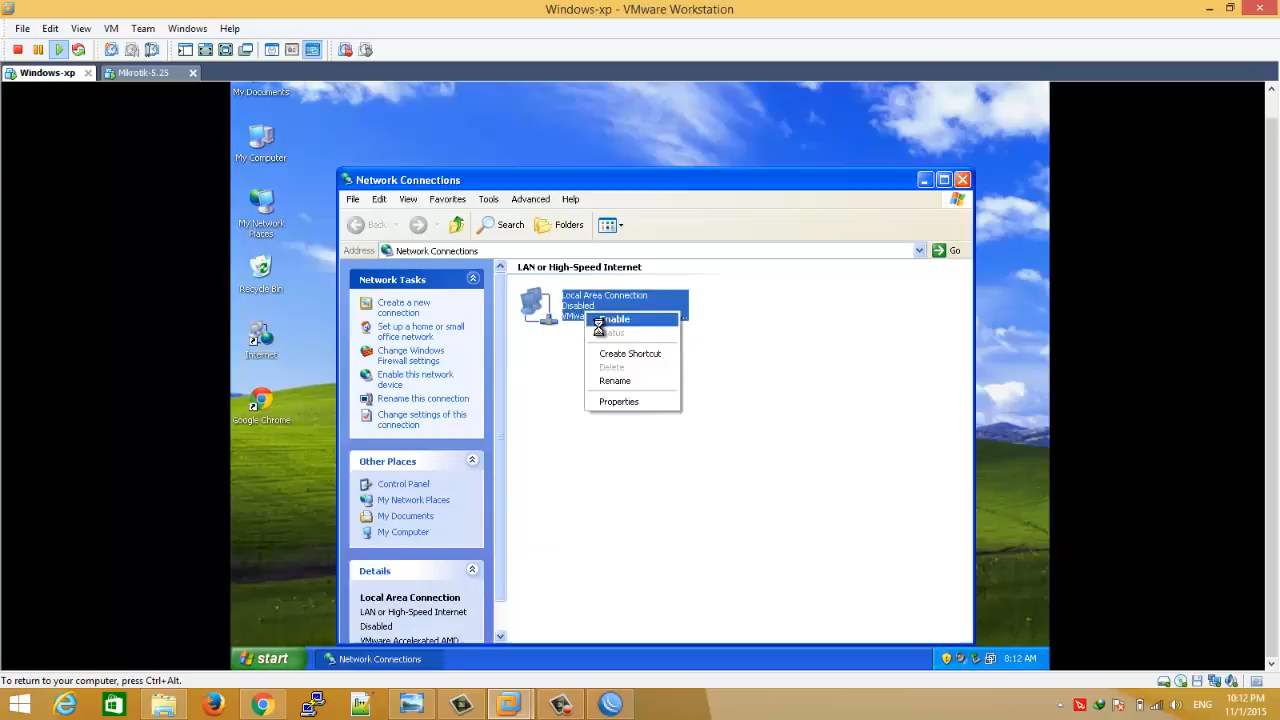 Windows-xp - VMware Workstation
File Edit View VM Team Windows Help
Windows-xp Mikrotik-5.25
My Documents
My Computer
My Network
Places
Recycle Bin
Internet
Google Chrome
Network Connections
File Edit View Favorites Tools Advanced Help
Back Search Folders
Address Network Connections Go
Network Tasks
Create a new
connection
Set up a home or small
office network
Change Windows
Firewall settings
Enable this network
device
Rename this connection
Change settings of this
connection
Other Places
Control Panel
My Network Places
My Documents
My Computer
Details
Local Area Connection
LAN or High-Speed Internet
Disabled
VMware Accelerated AMD...
LAN or High-Speed Internet
Local Area Connection
Disabled
Enable
Create Shortcut
Delete
Rename
Properties
start Network Connections 8:12 AM
To return to your computer, press Ctrl+Alt.
ENG
10:12 PM
11/1/2015